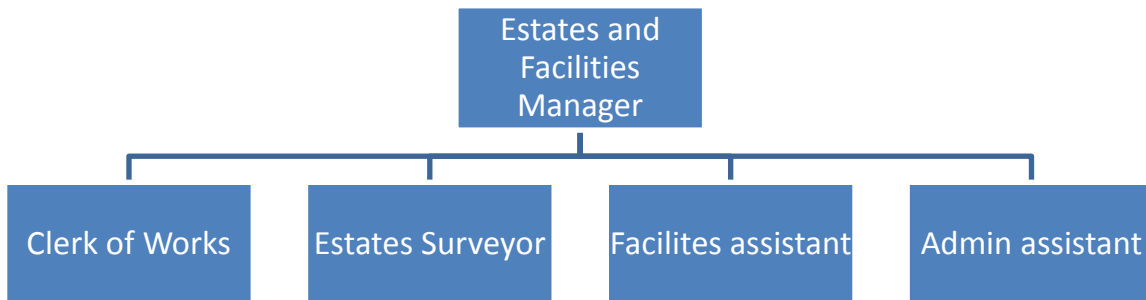 Estates and
Facilities
Manager
Clerk of Works
Estates Surveyor
Facilites assistant
Admin assistant